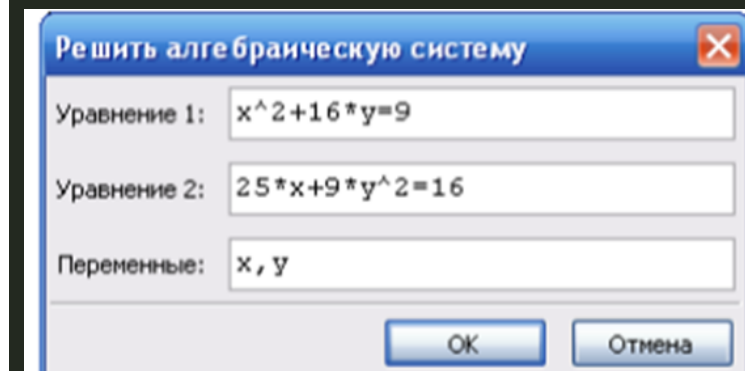 Решить алгебраическую систему
Уравнение 1: x^2+16*y=9
Уравнение 2: 25*x+9*y^2=16
Переменные: x,y
OK Отмена